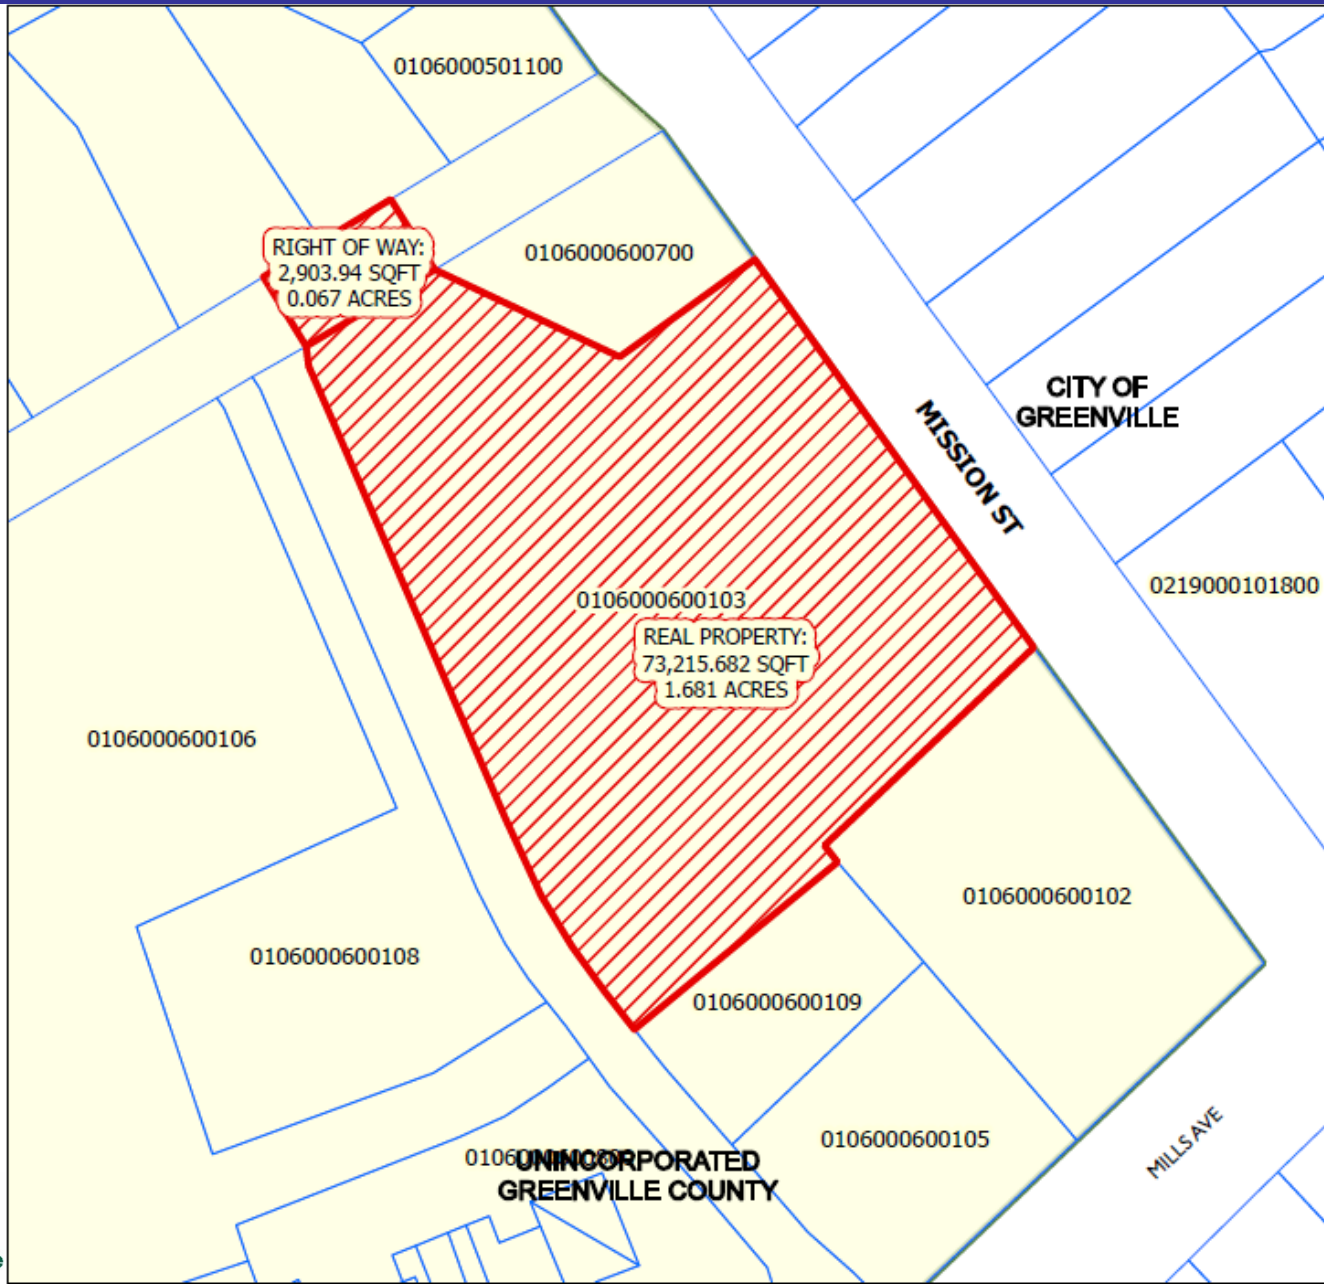 0106000501100
RIGHT OF WAY:
2,903.94 SQFT
0.067 ACRES
0106000600700
CITY OF
GREENVILLE
MISSION ST
0219000101800
0106000600103
REAL PROPERTY:
73,215.682 SQFT
1.681 ACRES
0106000600106
0106000600102
0106000600108
0106000600109
0106000600105
MILLS AVE
UNINCORPORATED
GREENVILLE COUNTY